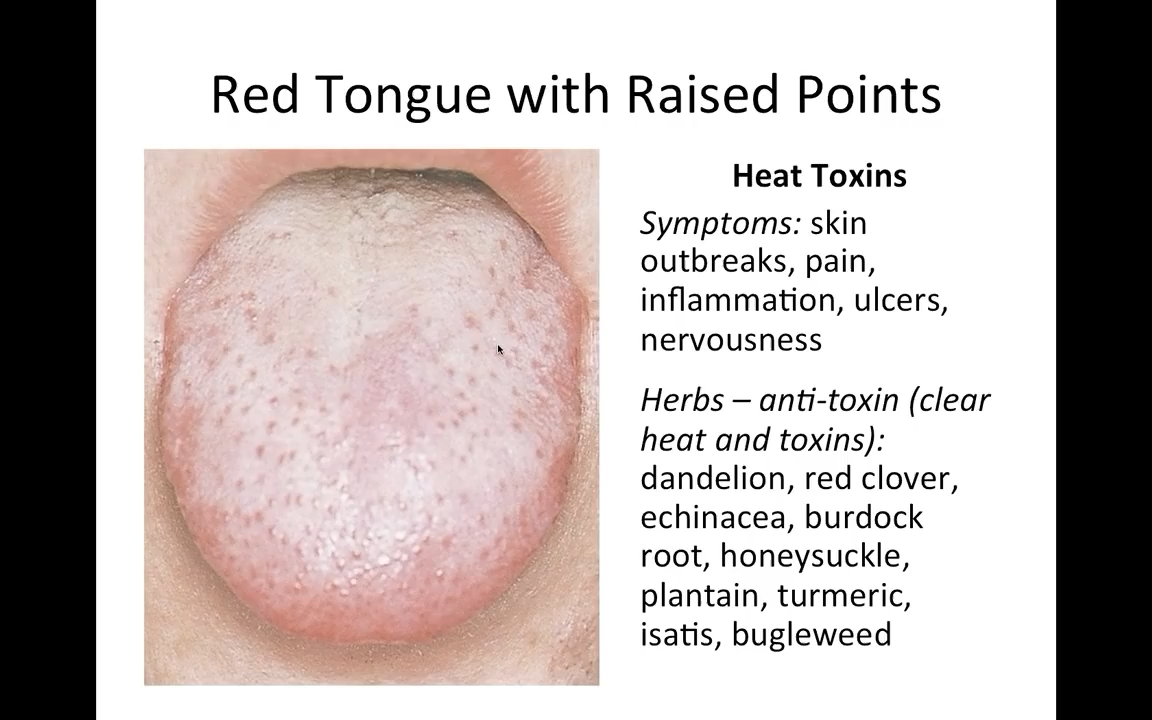 Red Tongue with Raised Points
Heat Toxins
Symptoms: skin
outbreaks, pain,
inflammation, ulcers,
nervousness
Herbs – anti-toxin (clear
heat and toxins):
dandelion, red clover,
echinacea, burdock
root, honeysuckle,
plantain, turmeric,
isatis, bugleweed